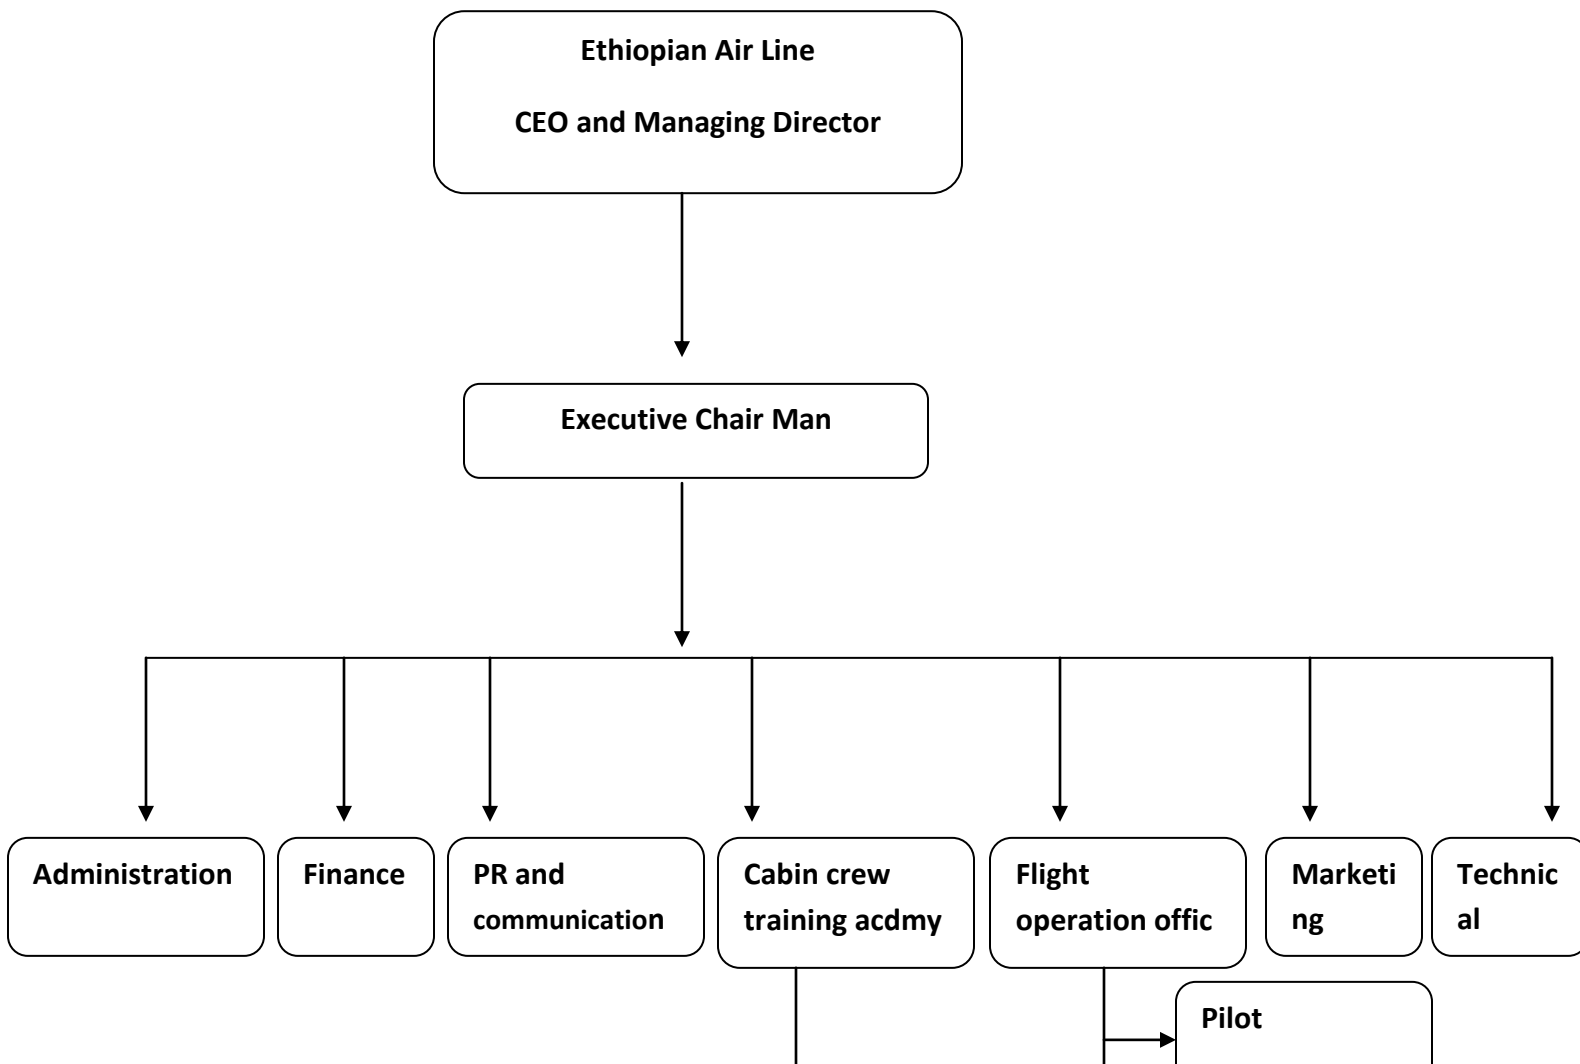 Ethiopian Air Line
CEO and Managing Director
Executive Chair Man
Administration
Finance
PR and
communication
Cabin crew
training acdmy
Flight
operation offic
Marketi
ng
Technic
al
Pilot